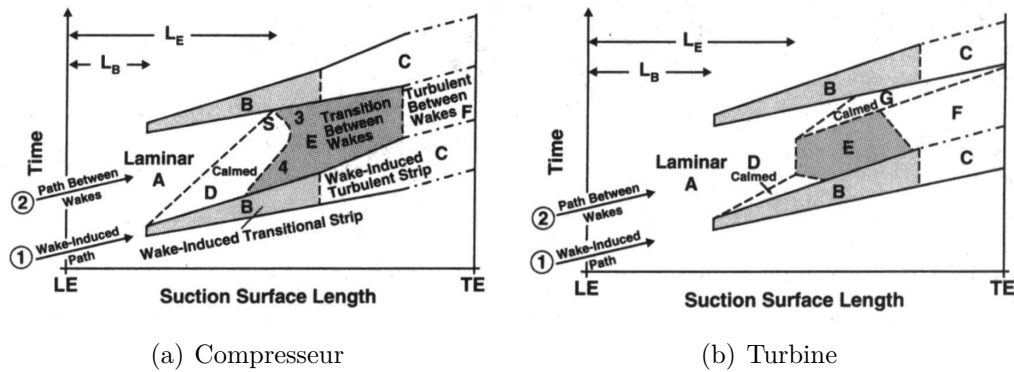 L_E
L_B
Time
C
B
S
3
Transition
Between
Wakes
Turbulent
Between
Wakes
F
E
4
Laminar
A
Calmed
D
C
2 Path Between
Wakes
B
Wake-Induced
Turbulent Strip
Wake-Induced Transitional Strip
1 Wake-Induced
Path
LE
Suction Surface Length
TE
(a) Compresseur
L_E
L_B
Time
C
B
G
Calmed
F
E
Laminar
A
D
Calmed
C
B
2 Path Between
Wakes
1 Wake-Induced
Path
LE
Suction Surface Length
TE
(b) Turbine